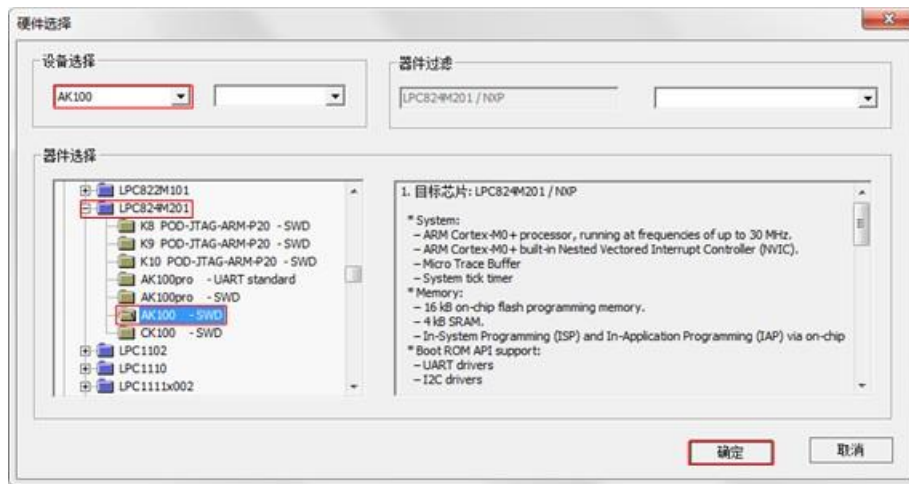 硬件选择
设备选择
AK100
器件过滤
LPC824M201 / NXP
器件选择
LPC822M101
LPC824M201
K8 POD-JTAG-ARM-P20 - SWD
K9 POD-JTAG-ARM-P20 - SWD
K10 POD-JTAG-ARM-P20 - SWD
AK100pro - UART standard
AK100pro - SWD
AK100 - SWD
CK100 - SWD
LPC1102
LPC1110
LPC1111x002
1. 目标芯片: LPC824M201 / NXP
* System:
– ARM Cortex-M0+ processor, running at frequencies of up to 30 MHz.
– ARM Cortex-M0+ built-in Nested Vectored Interrupt Controller (NVIC).
– Micro Trace Buffer
– System tick timer
* Memory:
– 16 kB on-chip flash programming memory.
– 4 kB SRAM.
– In-System Programming (ISP) and In-Application Programming (IAP) via on-chip
* Boot ROM API support:
– UART drivers
– I2C drivers
确定
取消